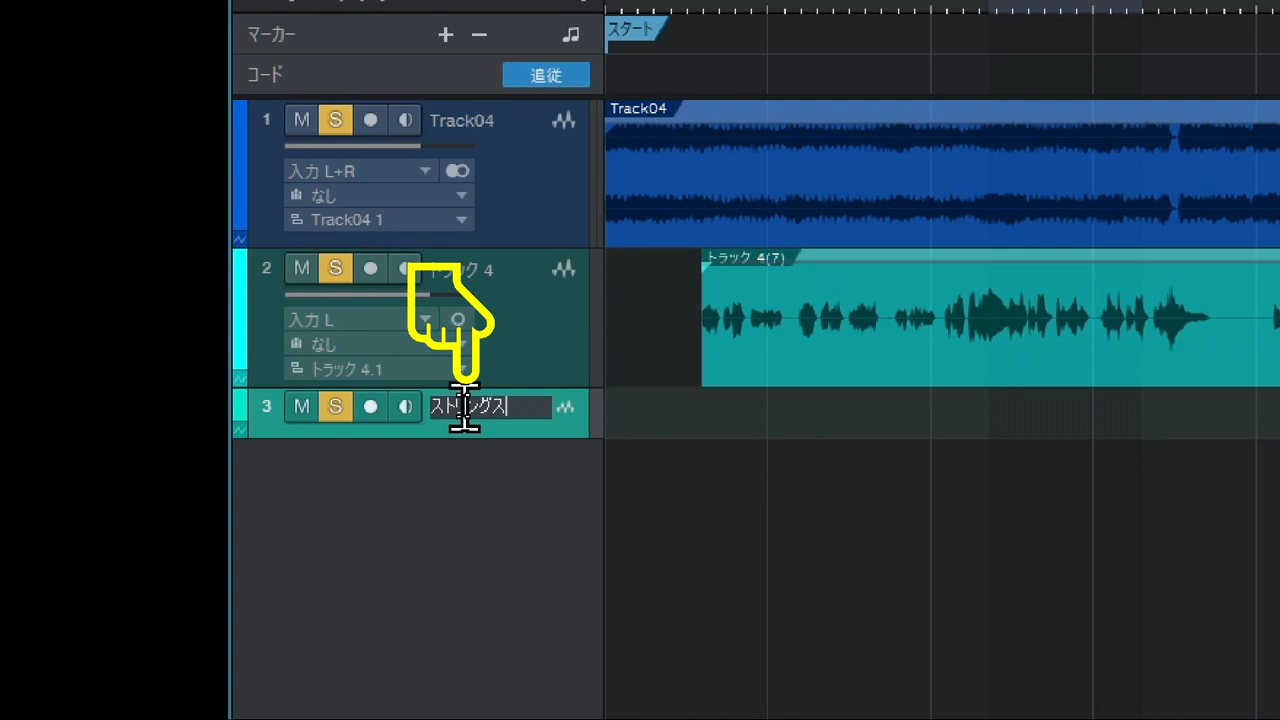 マーカー + −
スタート
コード 追従
1 M S Track04
Track04
入力 L+R
なし
Track04 1
2 M S トラック 4
トラック 4(7)
入力 L
なし
トラック 4.1
3 M S ストリングス